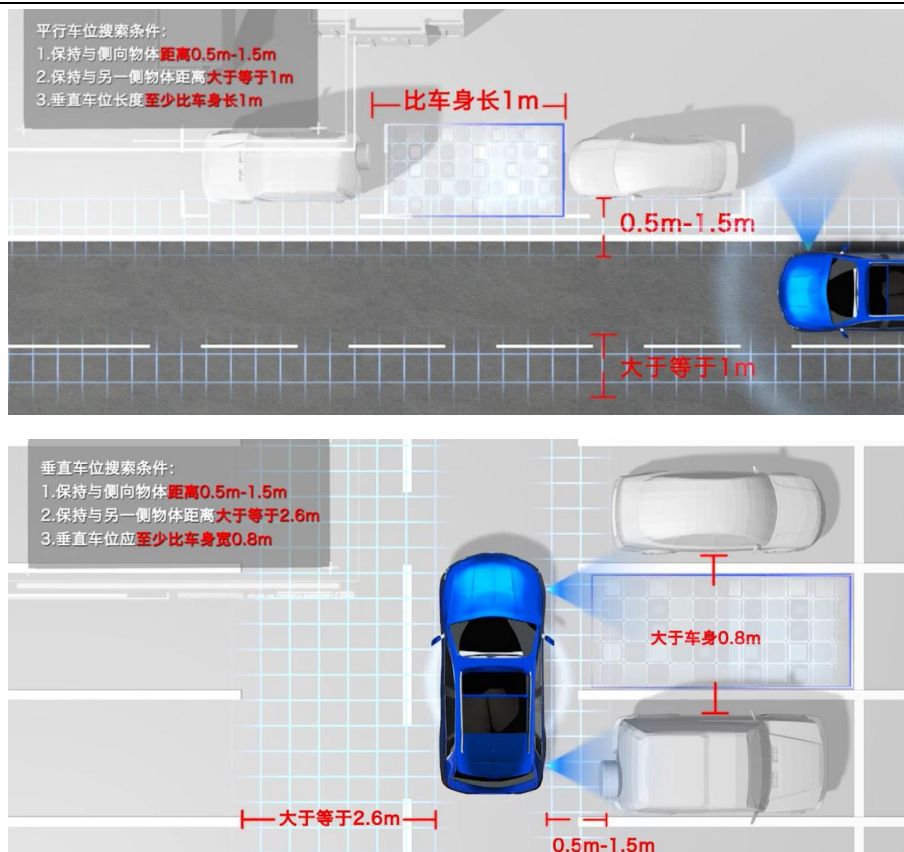 平行车位搜索条件：
1.保持与侧向物体距离0.5m-1.5m
2.保持与另一侧物体距离大于等于1m
3.垂直车位长度至少比车身长1m
比车身长1m
0.5m-1.5m
大于等于1m
垂直车位搜索条件：
1.保持与侧向物体距离0.5m-1.5m
2.保持与另一侧物体距离大于等于2.6m
3.垂直车位应至少比车身宽0.8m
大于车身0.8m
大于等于2.6m
0.5m-1.5m